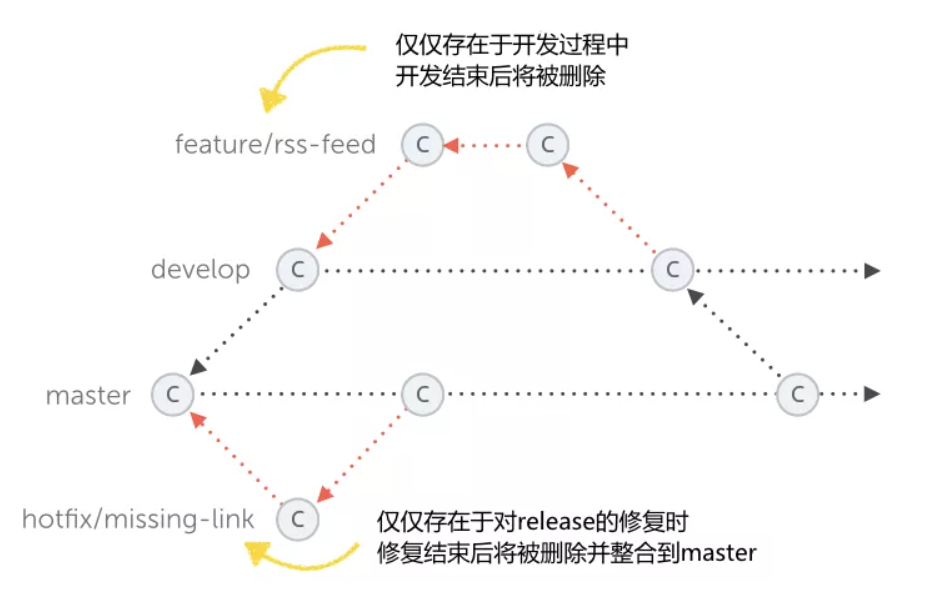 仅仅存在于开发过程中
开发结束后将被删除
feature/rss-feed
C
C
develop
C
C
master
C
C
C
hotfix/missing-link
C
仅仅存在于对release的修复时
修复结束后将被删除并整合到master